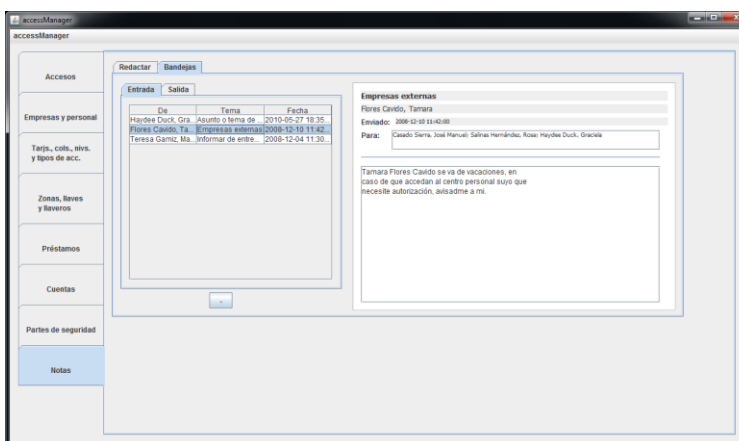 accessManager
accessManager
Accesos
Empresas y personal
Tarjs., cols., nivs.
y tipos de acc.
Zonas, llaves
y llaveros
Préstamos
Cuentas
Partes de seguridad
Notas
Redactar Bandejas
Entrada Salida
De Tema Fecha
Haydee Duck, Gra... Asunto o tema de ... 2010-05-27 18:35...
Flores Cavido, Ta... Empresas externas 2008-12-10 11:42...
Teresa Gamiz, Ma... Informar de entre... 2008-12-04 11:30...
-
Empresas externas
Flores Cavido, Tamara
Enviado: 2008-12-10 11:42:00
Para: Casado Sierra, José Manuel; Salinas Hernández, Rosa; Haydee Duck, Graciela
Tamara Flores Cavido se va de vacaciones, en
caso de que accedan al centro personal suyo que
necesite autorización, avisadme a mi.